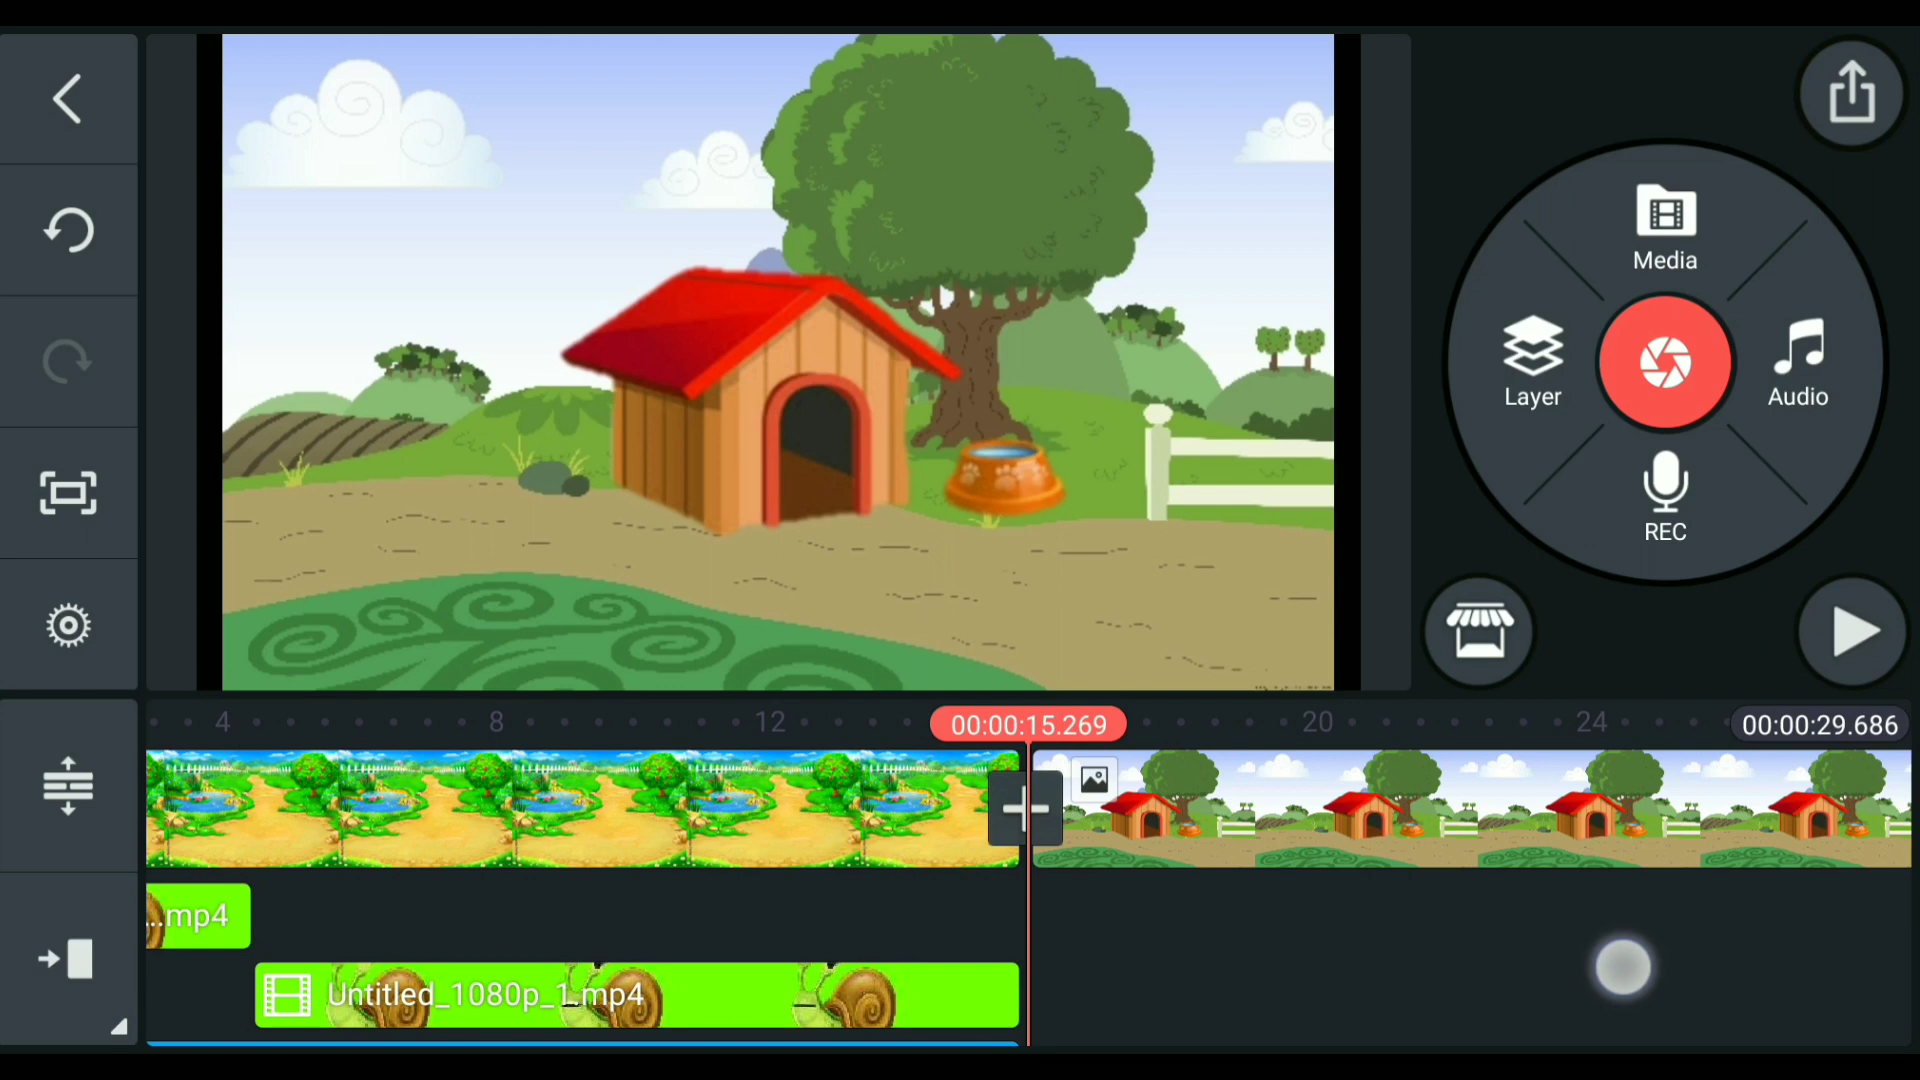 Media
Layer
Audio
REC
4
8
12
00:00:15.269
20
24
00:00:29.686
...mp4
Untitled_1080p_1.mp4